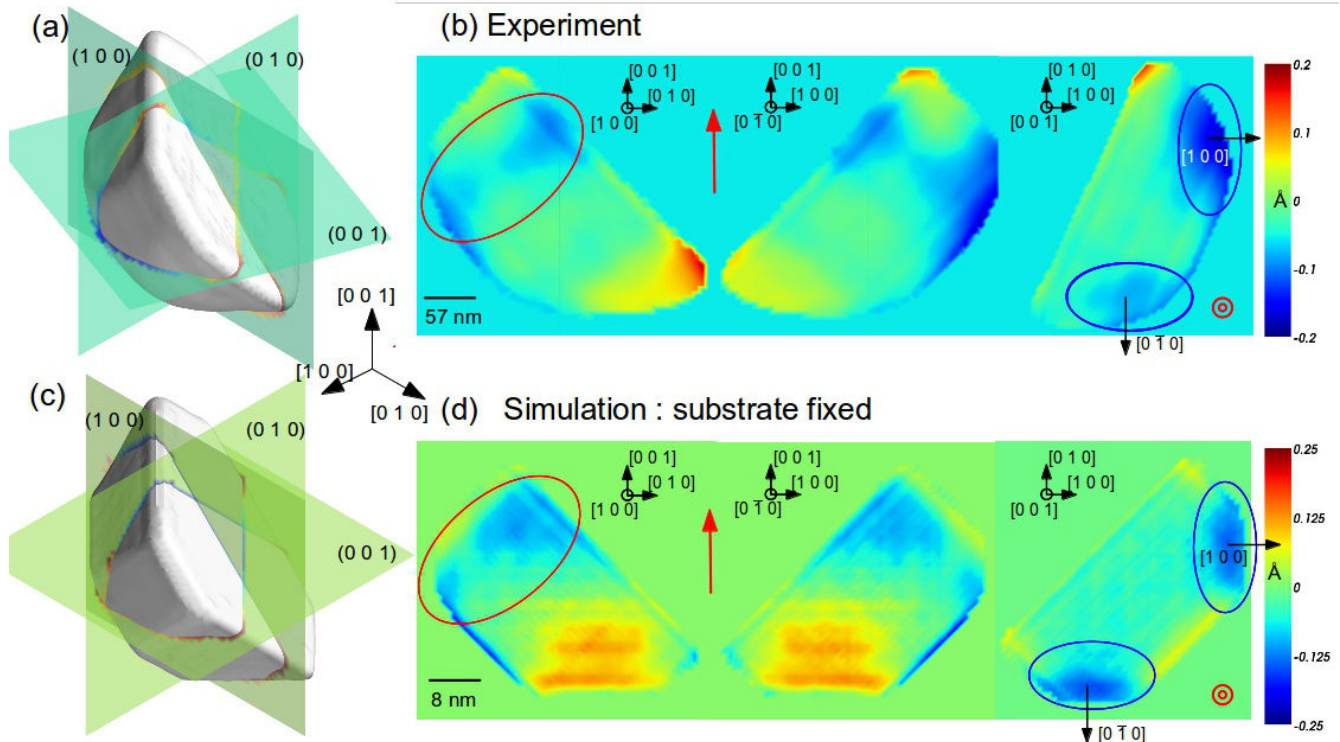 (a)
(1 0 0)
(0 1 0)
(0 0 1)
[0 0 1]
[1 0 0]
[0 1 0]
(b) Experiment
[0 0 1]
[0 1 0]
[1 0 0]
[0 0 1]
[1 0 0]
[0 1̅ 0]
[0 1 0]
[1 0 0]
[0 0 1]
[1 0 0]
[0 1̅ 0]
57 nm
0.2
0.1
0
-0.1
-0.2
Å
(c)
(1 0 0)
(0 1 0)
(0 0 1)
(d) Simulation : substrate fixed
[0 0 1]
[0 1 0]
[1 0 0]
[0 0 1]
[1 0 0]
[0 1̅ 0]
[0 1 0]
[1 0 0]
[0 0 1]
[1 0 0]
[0 1̅ 0]
8 nm
0.25
0.125
0
-0.125
-0.25
Å